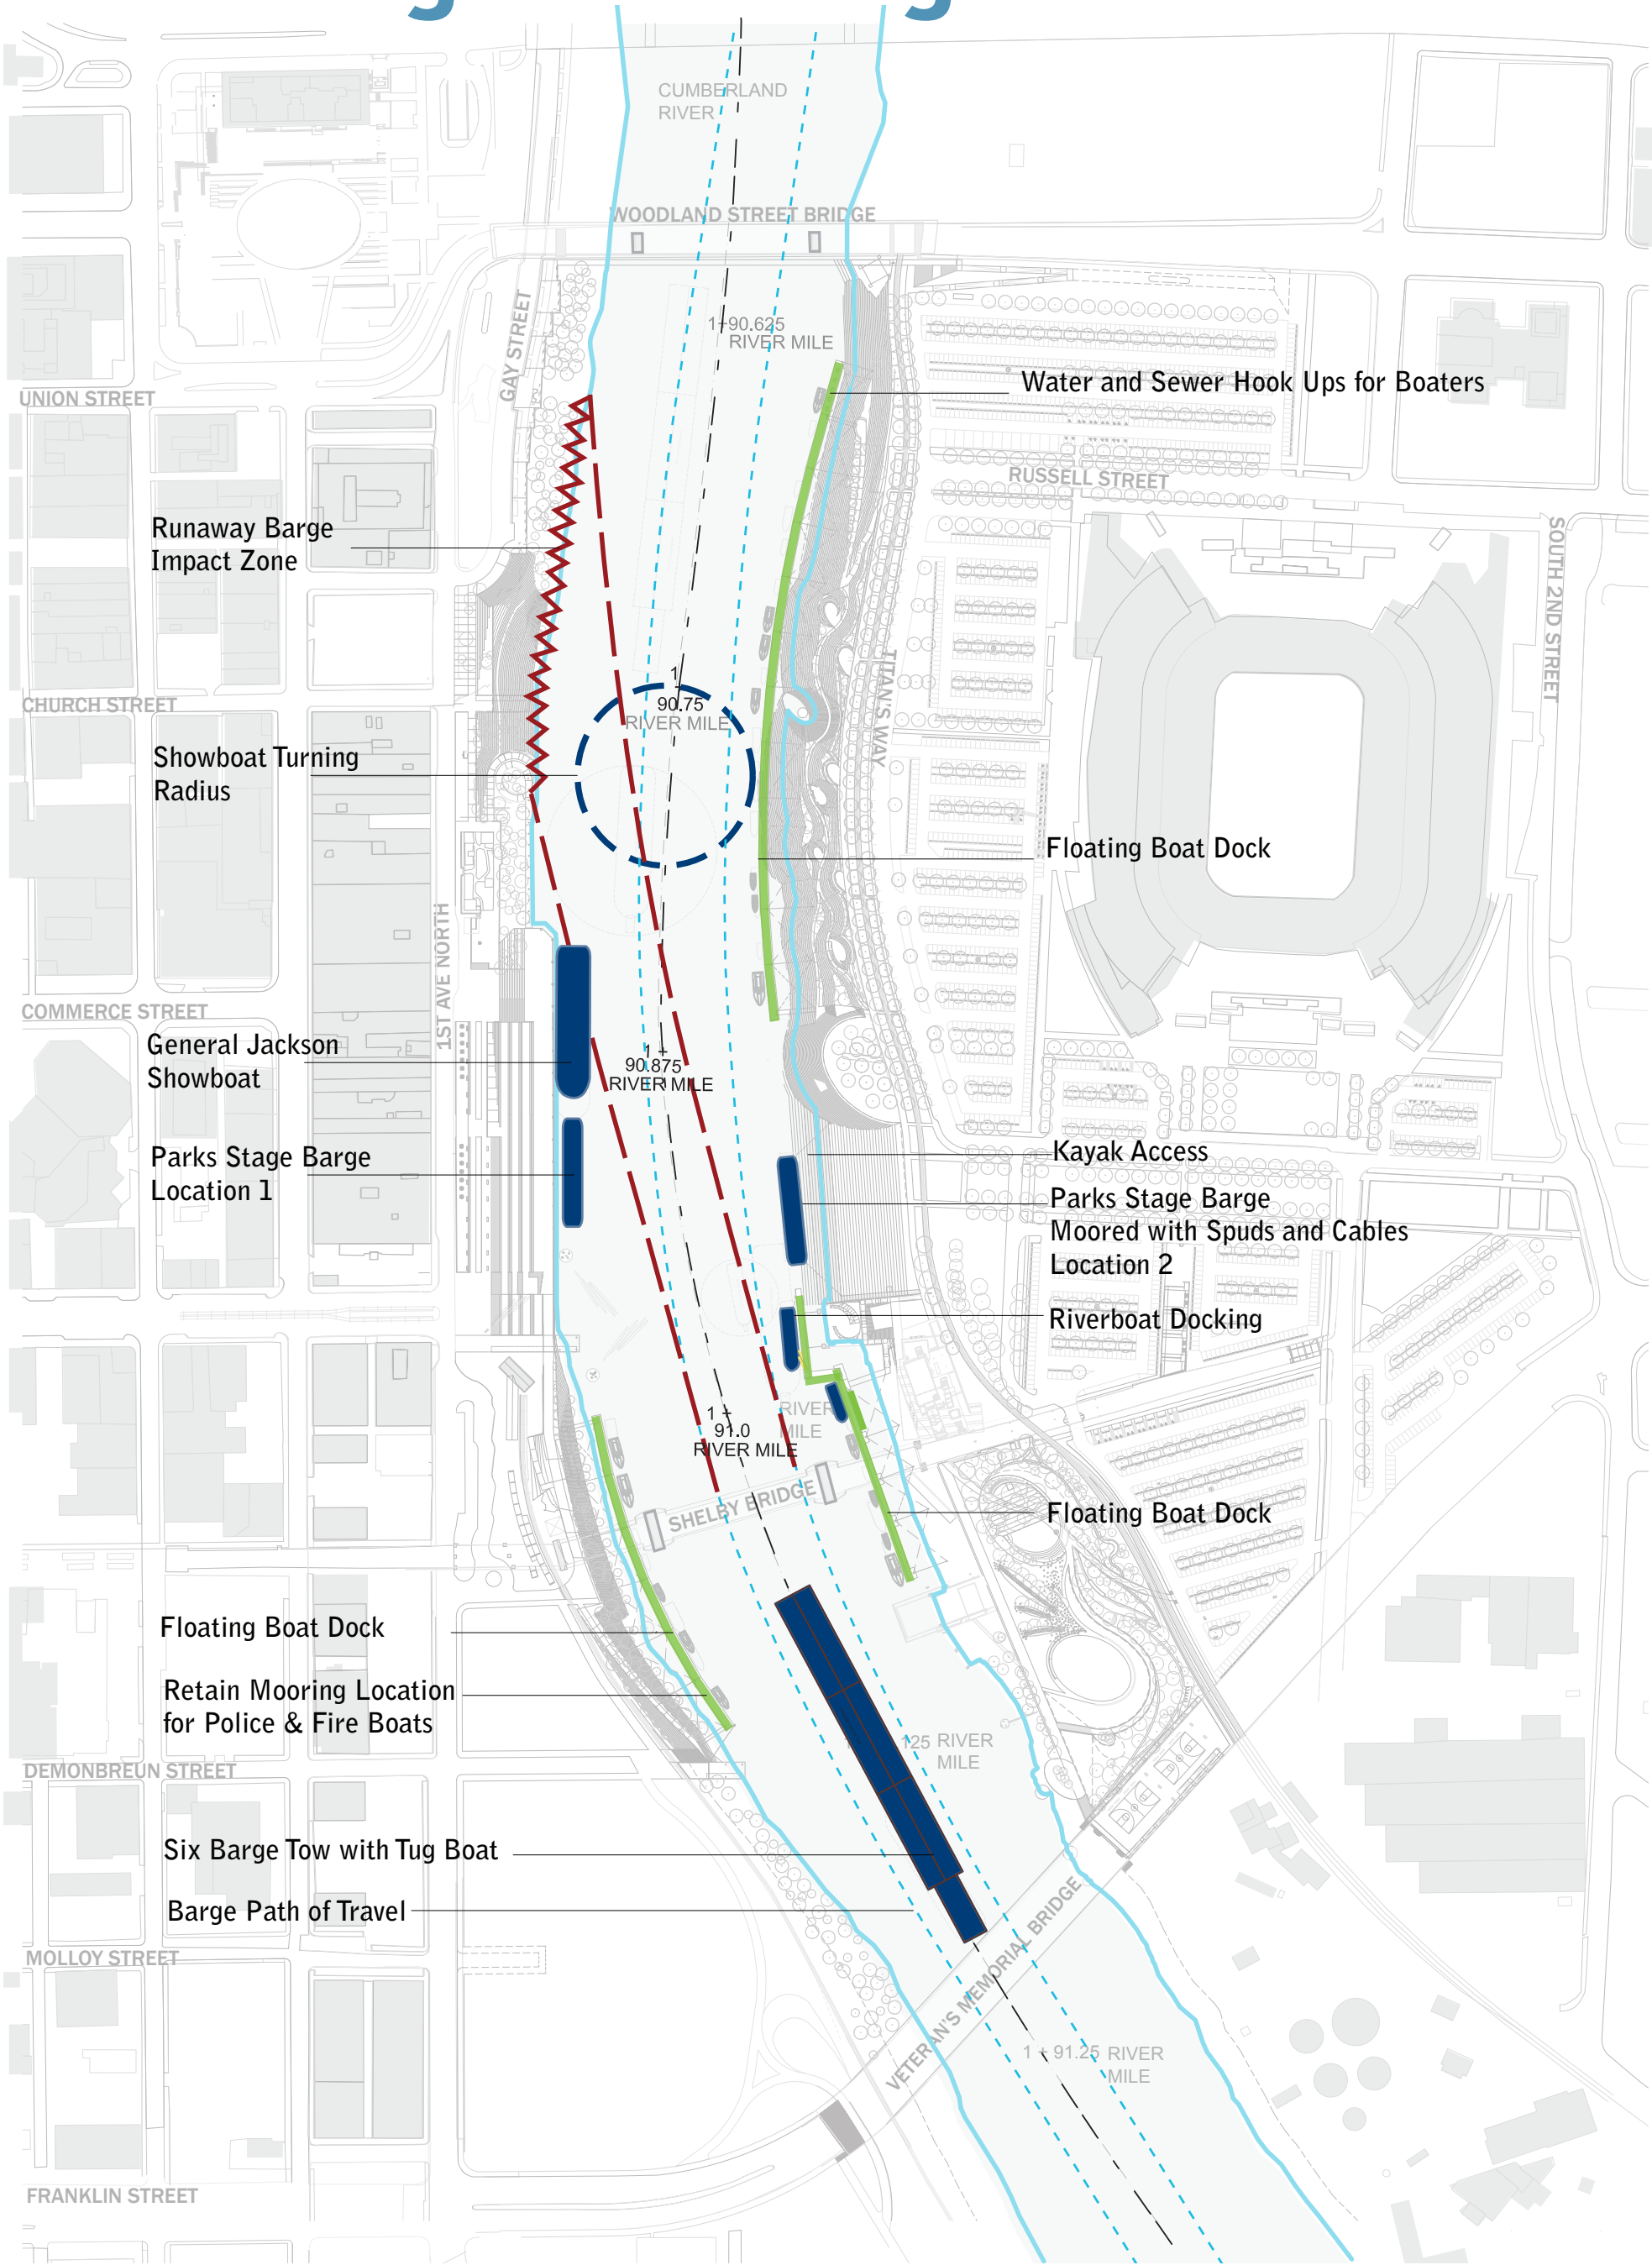 CUMBERLAND
RIVER
WOODLAND STREET BRIDGE
GAY STREET
1+90.625
RIVER MILE
UNION STREET
Water and Sewer Hook Ups for Boaters
RUSSELL STREET
Runaway Barge
Impact Zone
SOUTH 2ND STREET
TITAN'S WAY
1
90.75
RIVER MILE
CHURCH STREET
Showboat Turning
Radius
Floating Boat Dock
1ST AVE NORTH
COMMERCE STREET
General Jackson
Showboat
1 +
90.875
RIVER MILE
Parks Stage Barge
Location 1
Kayak Access
Parks Stage Barge
Moored with Spuds and Cables
Location 2
Riverboat Docking
1 +
91.0
RIVER MILE
RIVER
MILE
SHELBY BRIDGE
Floating Boat Dock
Floating Boat Dock
Retain Mooring Location
for Police & Fire Boats
125 RIVER
MILE
DEMONBREUN STREET
Six Barge Tow with Tug Boat
Barge Path of Travel
MOLLOY STREET
VETERAN'S MEMORIAL BRIDGE
1 + 91.25 RIVER
MILE
FRANKLIN STREET